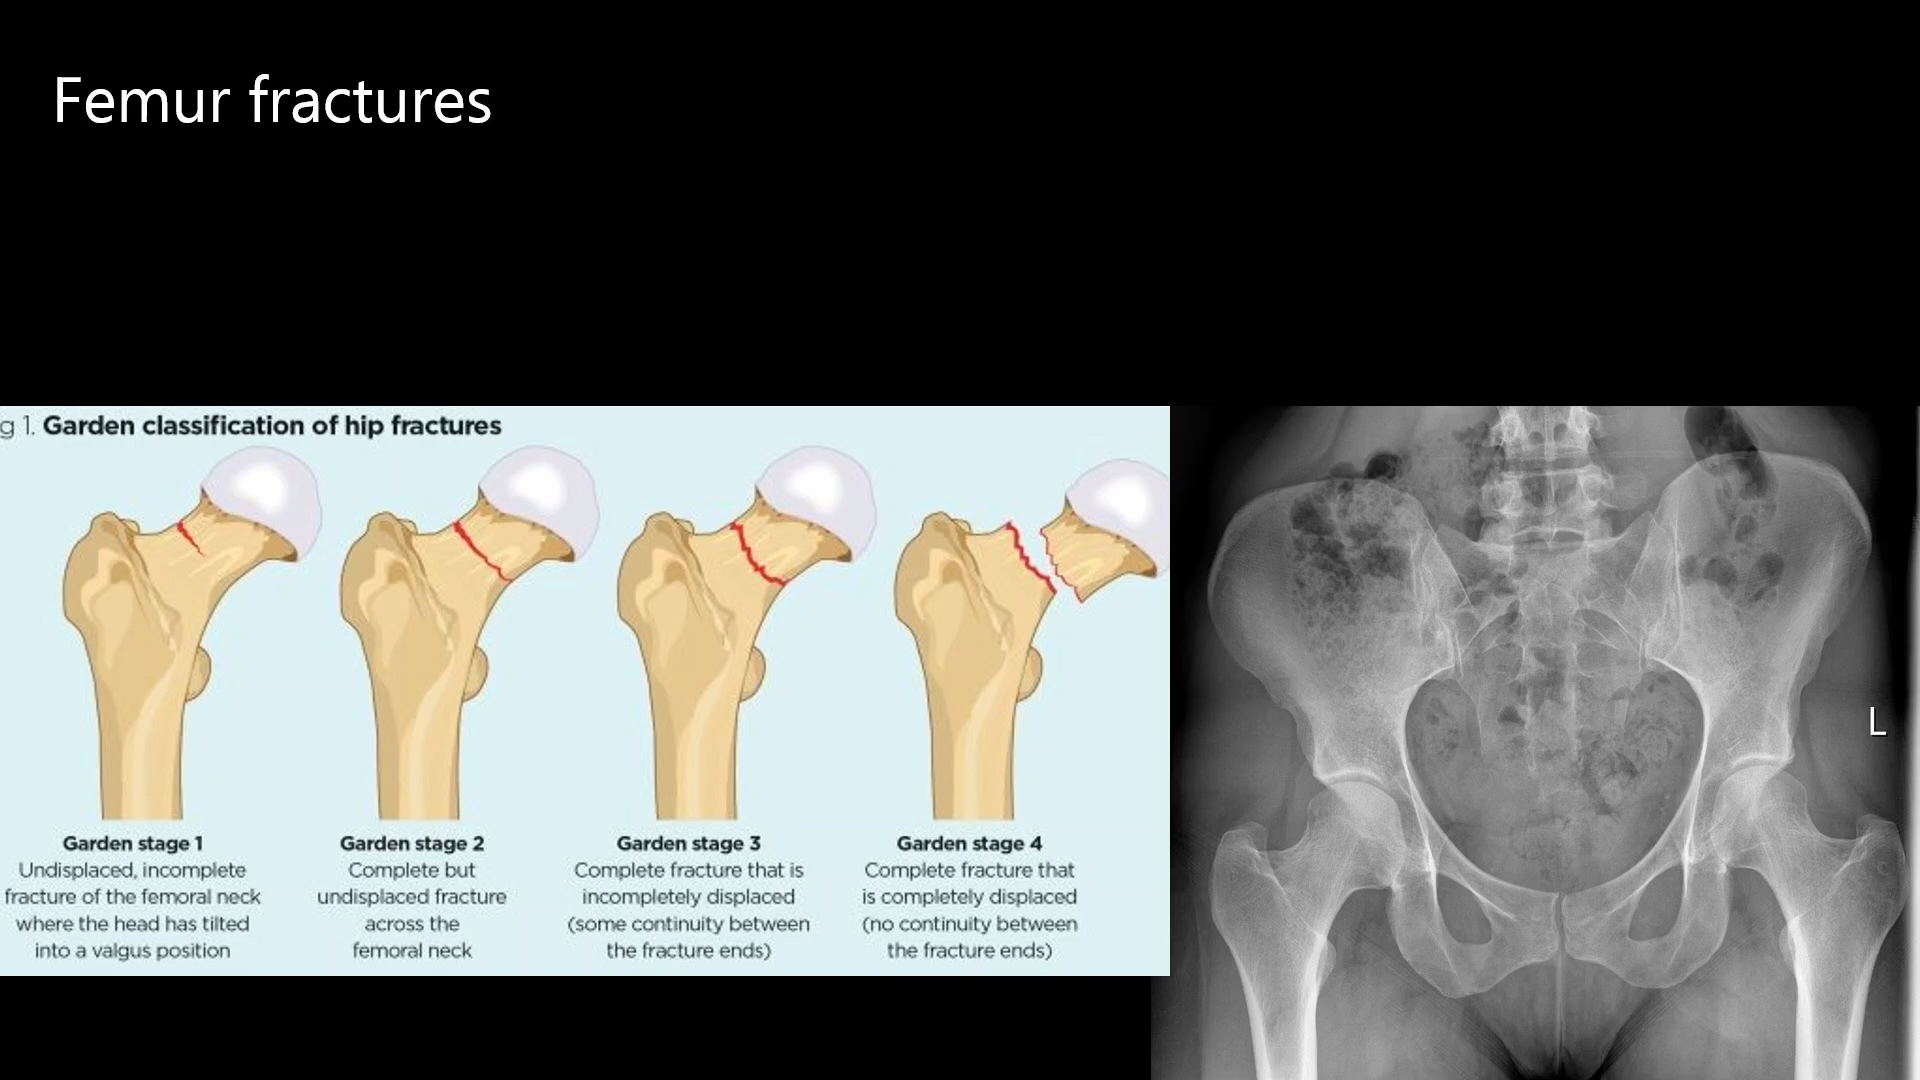 Femur fractures
g 1. Garden classification of hip fractures
Garden stage 1
Undisplaced, incomplete
fracture of the femoral neck
where the head has tilted
into a valgus position
Garden stage 2
Complete but
undisplaced fracture
across the
femoral neck
Garden stage 3
Complete fracture that is
incompletely displaced
(some continuity between
the fracture ends)
Garden stage 4
Complete fracture that
is completely displaced
(no continuity between
the fracture ends)
L